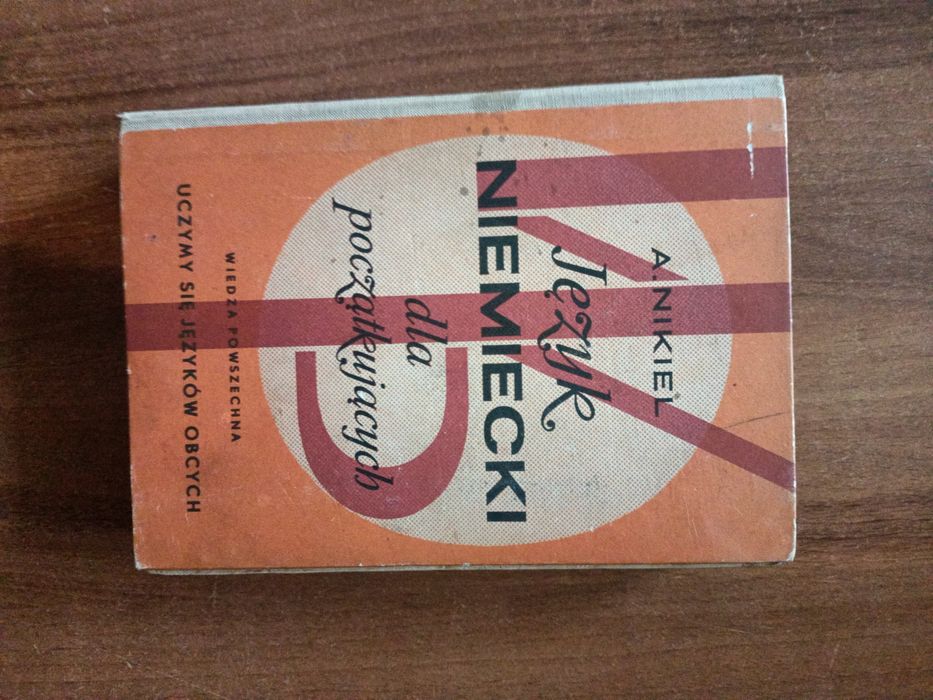 A. NIKIEL
Język
NIEMIECKI
dla
początkujących
WIEDZA POWSZECHNA
UCZYMY SIĘ JĘZYKÓW OBCYCH